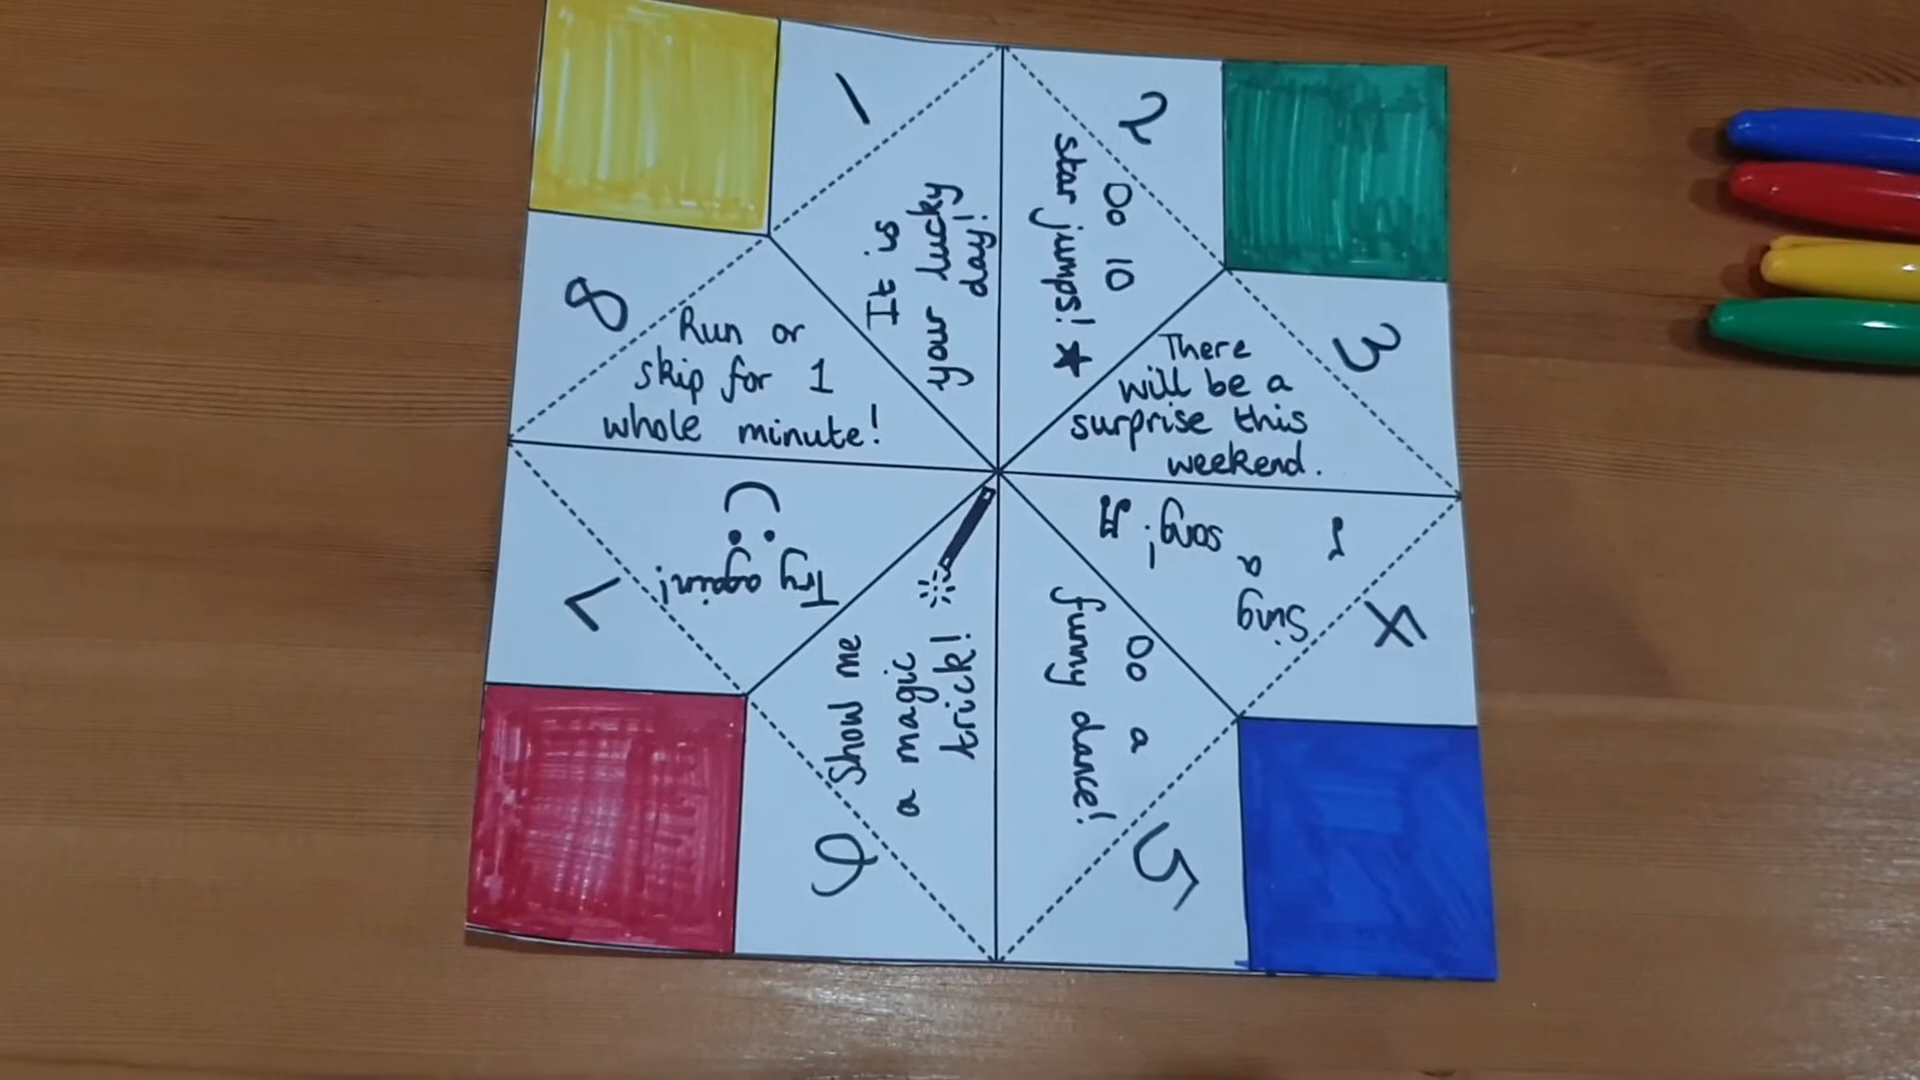 1
It is
your lucky
day!
2
Do 10
star jumps!
3
There
will be a
surprise this
weekend.
4
Sing
a
song!
5
Do a
funny dance!
6
Show me
a magic
trick!
7
Try again!
8
Run or
skip for 1
whole minute!